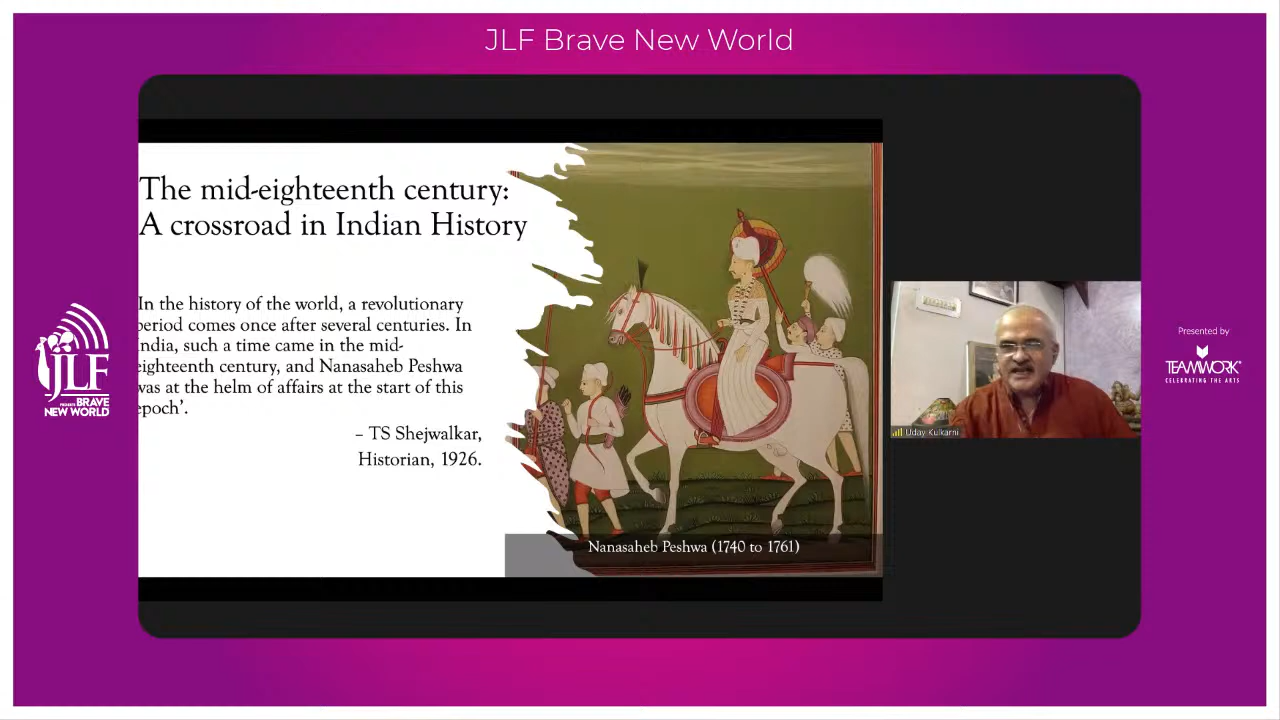 JLF Brave New World
The mid-eighteenth century:
A crossroad in Indian History
In the history of the world, a revolutionary
period comes once after several centuries. In
India, such a time came in the mid-
eighteenth century, and Nanasaheb Peshwa
was at the helm of affairs at the start of this
epoch’.
– TS Shejwalkar,
Historian, 1926.
Nanasaheb Peshwa (1740 to 1761)
Uday Kulkarni
JLF
PRESENTS BRAVE
NEW WORLD
Presented by
TEAMWORK
CELEBRATING THE ARTS